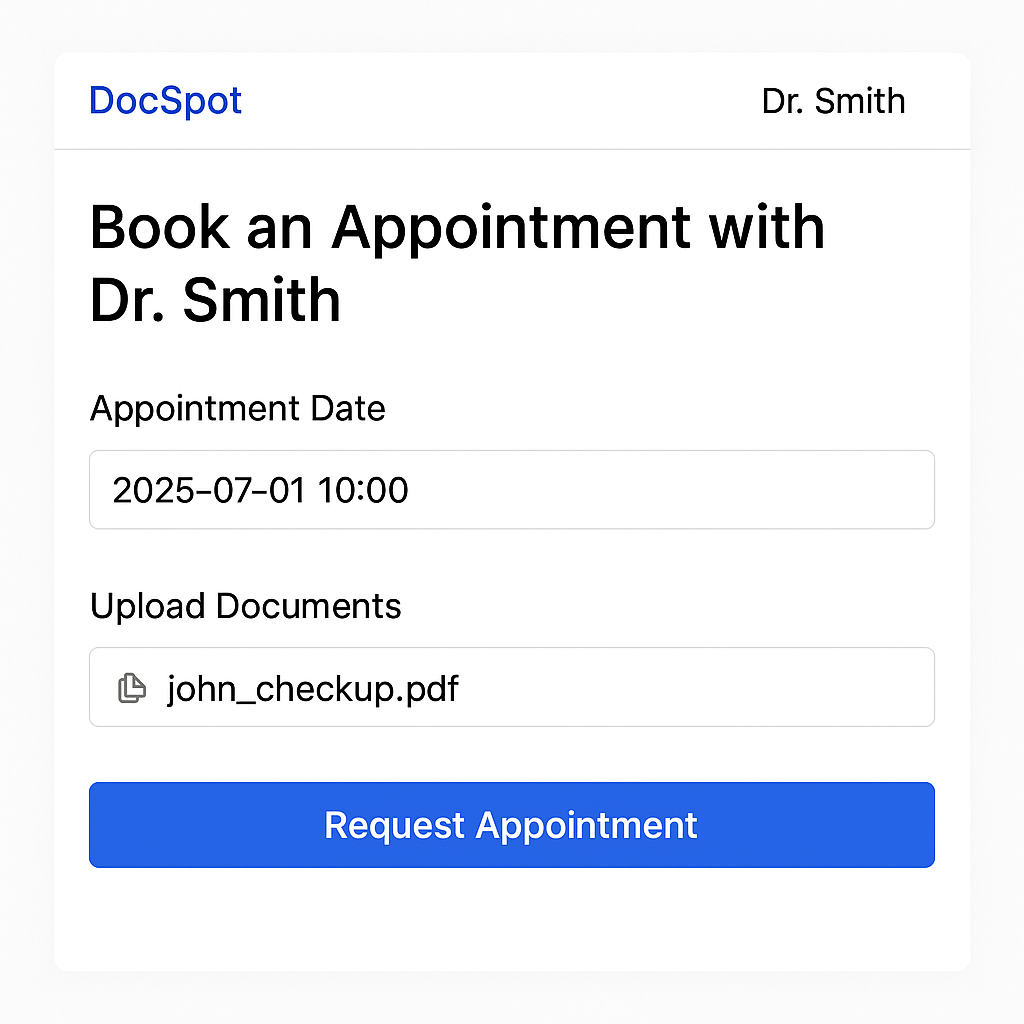 DocSpot
Dr. Smith
Book an Appointment with
Dr. Smith
Appointment Date
2025-07-01 10:00
Upload Documents
john_checkup.pdf
Request Appointment